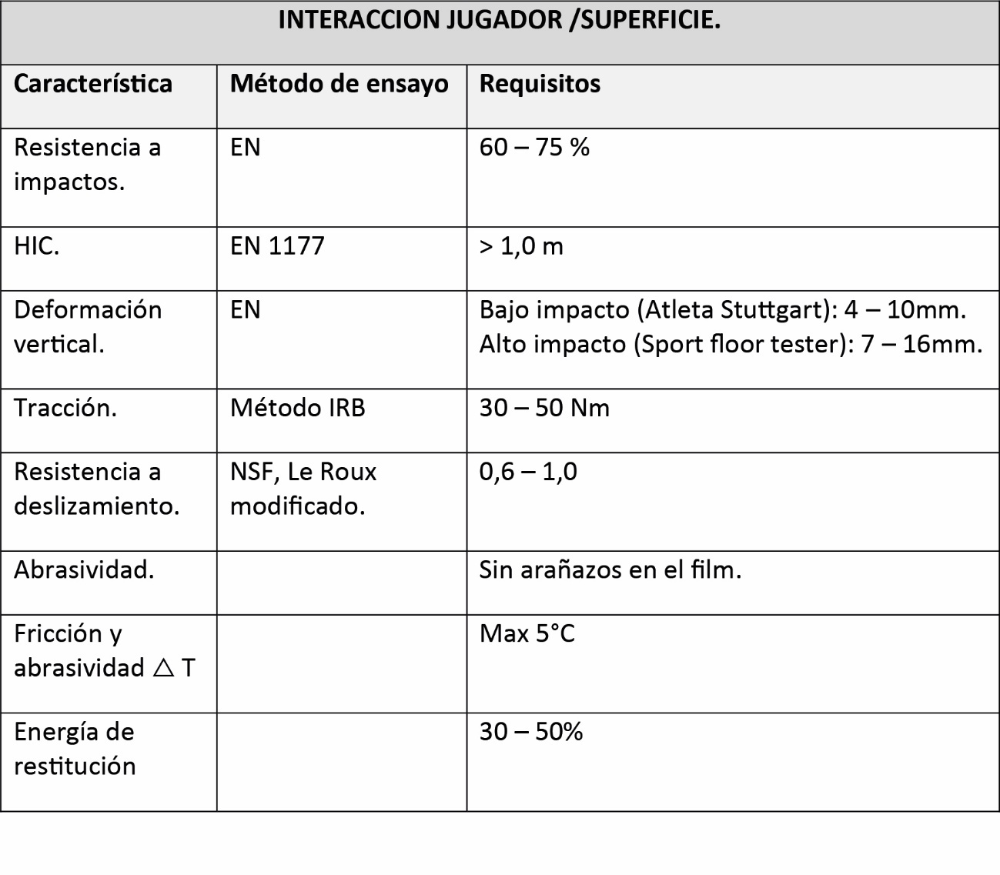 INTERACCION JUGADOR /SUPERFICIE.
Característica Método de ensayo Requisitos
Resistencia a EN 60 – 75 %
impactos.
HIC. EN 1177 > 1,0 m
Deformación EN Bajo impacto (Atleta Stuttgart): 4 – 10mm.
vertical. Alto impacto (Sport floor tester): 7 – 16mm.
Tracción. Método IRB 30 – 50 Nm
Resistencia a NSF, Le Roux 0,6 – 1,0
deslizamiento. modificado.
Abrasividad. Sin arañazos en el film.
Fricción y Max 5°C
abrasividad △ T
Energía de 30 – 50%
restitución